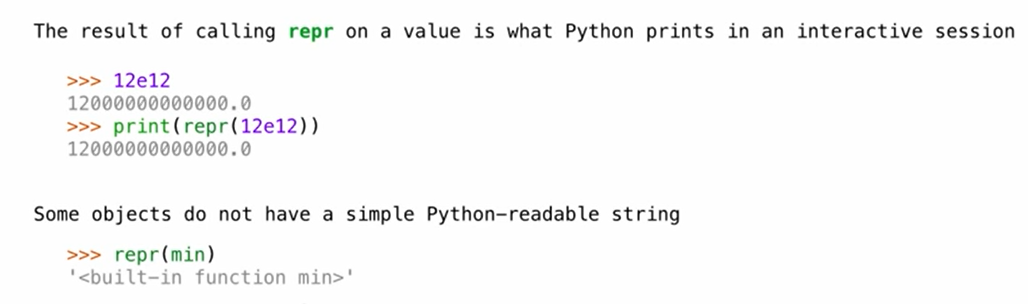 The result of calling repr on a value is what Python prints in an interactive session
>>> 12e12
12000000000000.0
>>> print(repr(12e12))
12000000000000.0
Some objects do not have a simple Python-readable string
>>> repr(min)
'<built-in function min>'